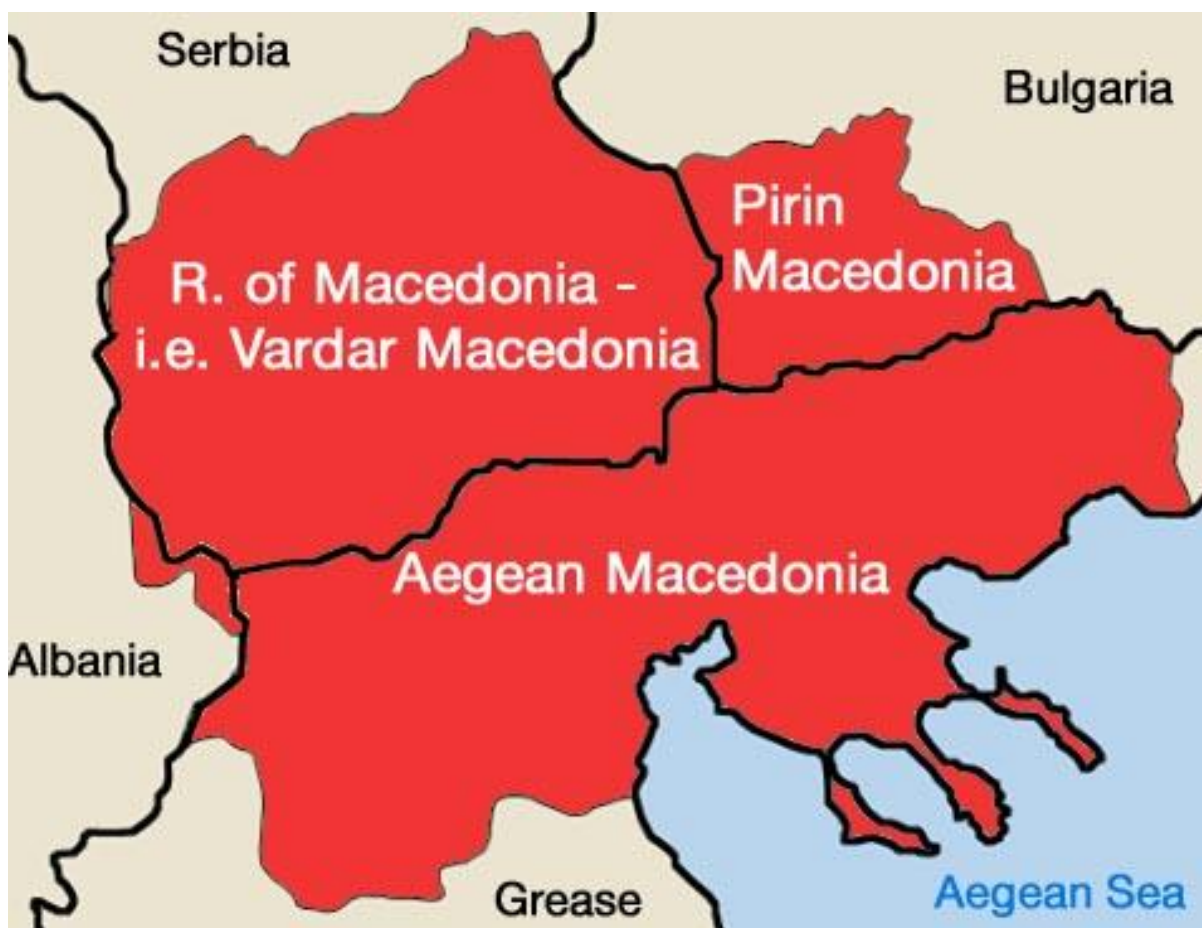 Serbia
Bulgaria
Pirin
Macedonia
R. of Macedonia -
i.e. Vardar Macedonia
Aegean Macedonia
Albania
Grease
Aegean Sea